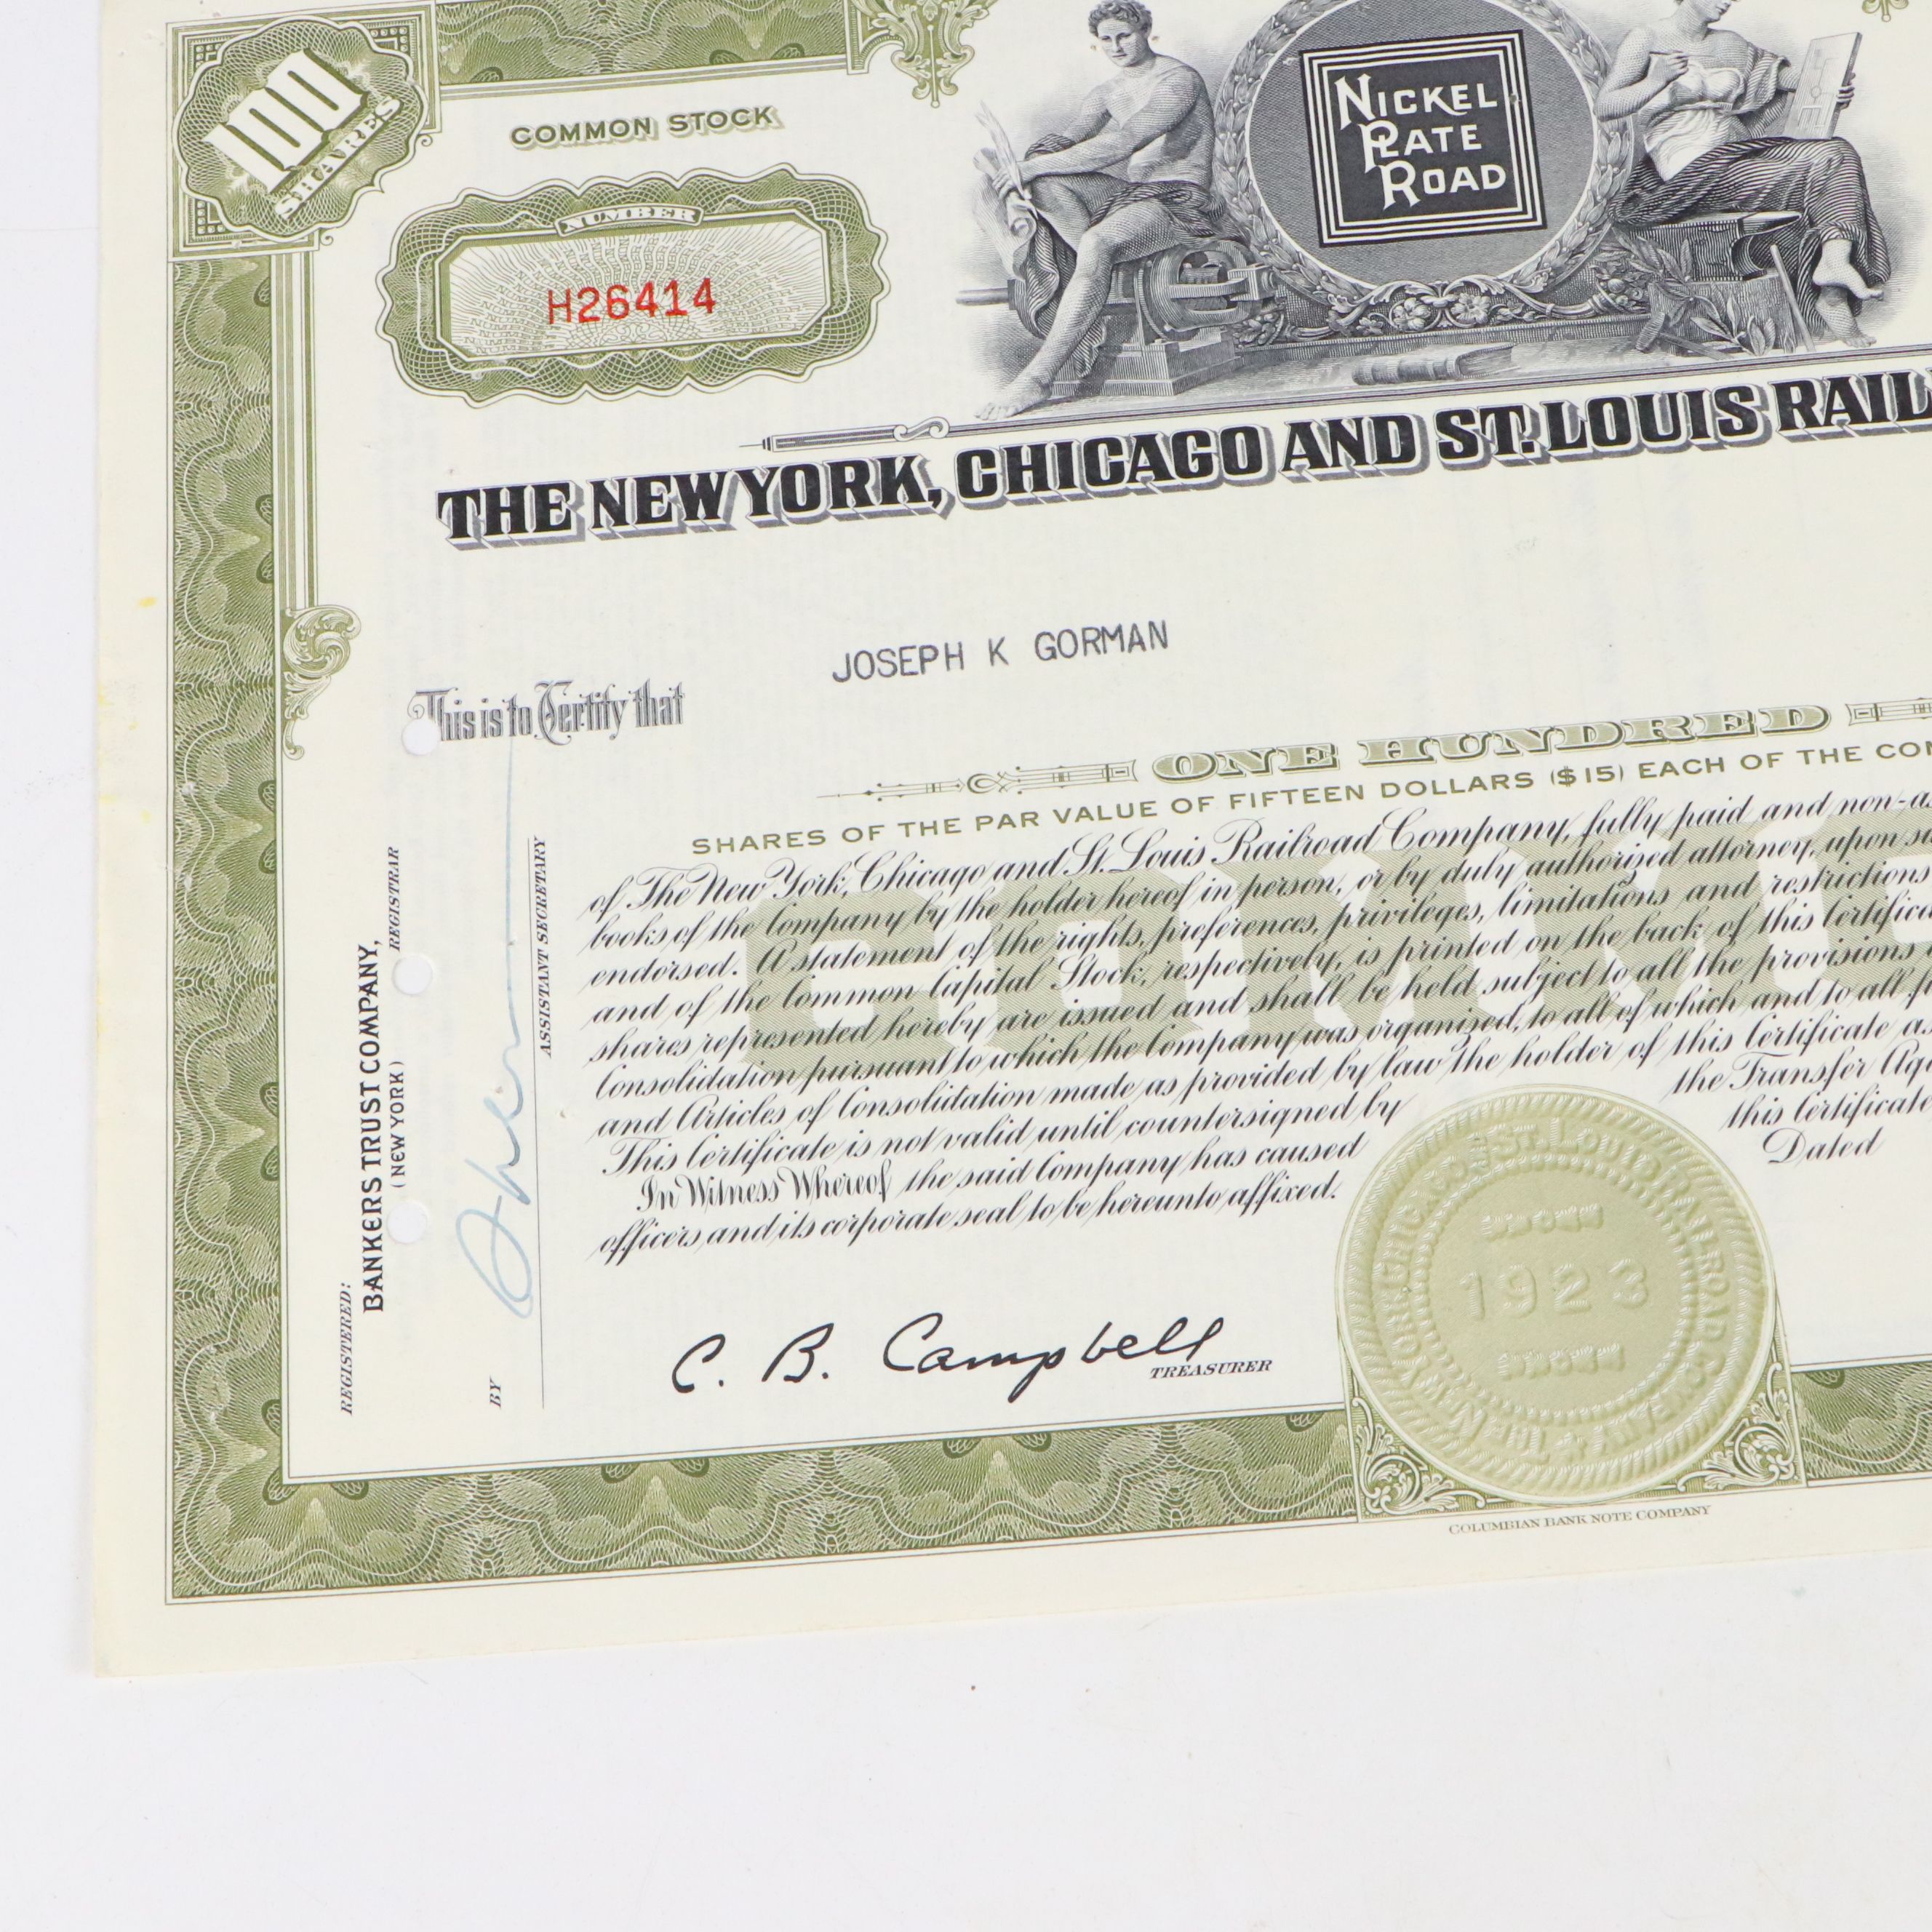 100
SHARES
COMMON STOCK
NUMBER
H26414
NICKEL
PLATE
ROAD
THE NEW YORK, CHICAGO AND ST. LOUIS RAIL
This is to Certify that
JOSEPH K GORMAN
ONE HUNDRED
SHARES OF THE PAR VALUE OF FIFTEEN DOLLARS ($15) EACH OF THE
of The New York, Chicago and St. Louis Railroad Company, fully paid and
books of the Company by the holder hereof in person, or by duly authorized attorney, upon
endorsed. A statement of the rights, preferences, privileges, limitations and restrictions
and of the Common Capital Stock, respectively, is printed on the back of this
shares represented hereby are issued and shall be held subject to all the provisions
Consolidation pursuant to which the Company was organized, to all of which and to all
and Articles of Consolidation made as provided by law the holder of this Certificate
This Certificate is not valid until countersigned by the Transfer
In Witness Whereof the said Company has caused this Certificate
officers and its corporate seal to be hereunto affixed. Dated
C. B. Campbell
TREASURER
REGISTERED:
BANKERS TRUST COMPANY,
(NEW YORK) REGISTRAR
BY
ASSISTANT SECRETARY
THE NEW YORK, CHICAGO & ST. LOUIS RAILROAD COMPANY
1923
COLUMBIAN BANK NOTE COMPANY